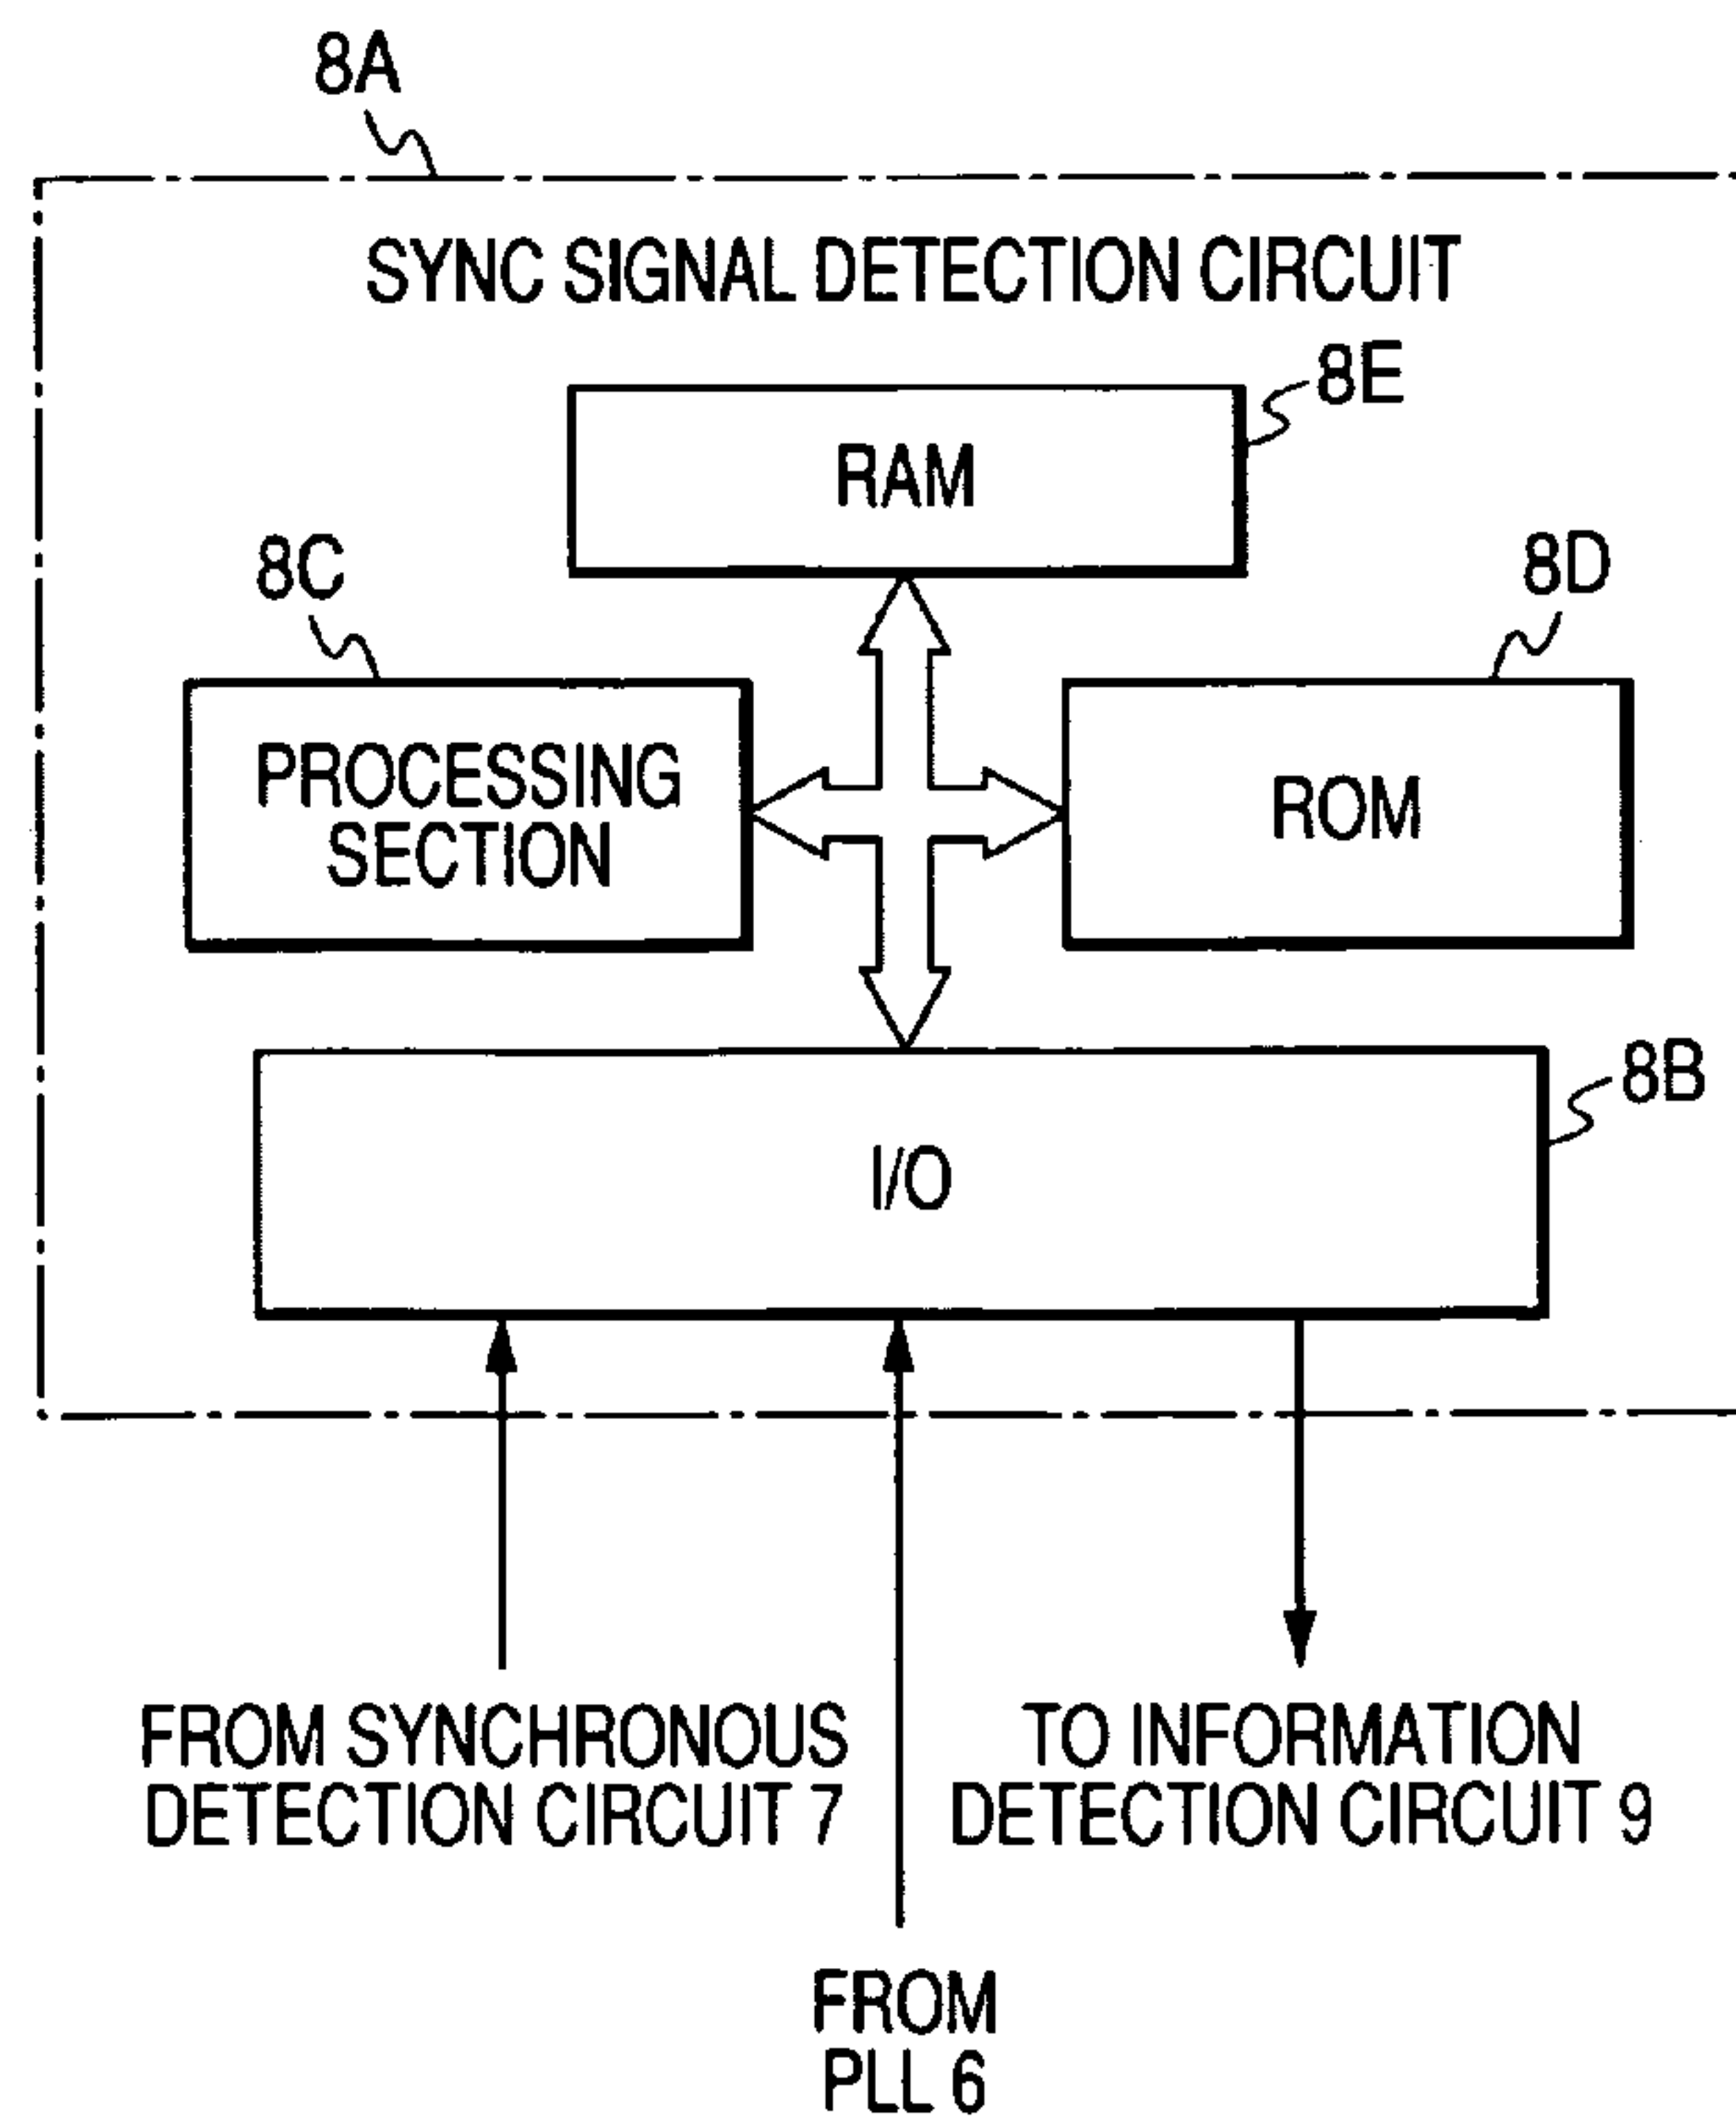 8A
SYNC SIGNAL DETECTION CIRCUIT
8E
RAM
8C
8D
PROCESSING
SECTION
ROM
8B
I/O
FROM SYNCHRONOUS
DETECTION CIRCUIT 7
TO INFORMATION
DETECTION CIRCUIT 9
FROM
PLL 6